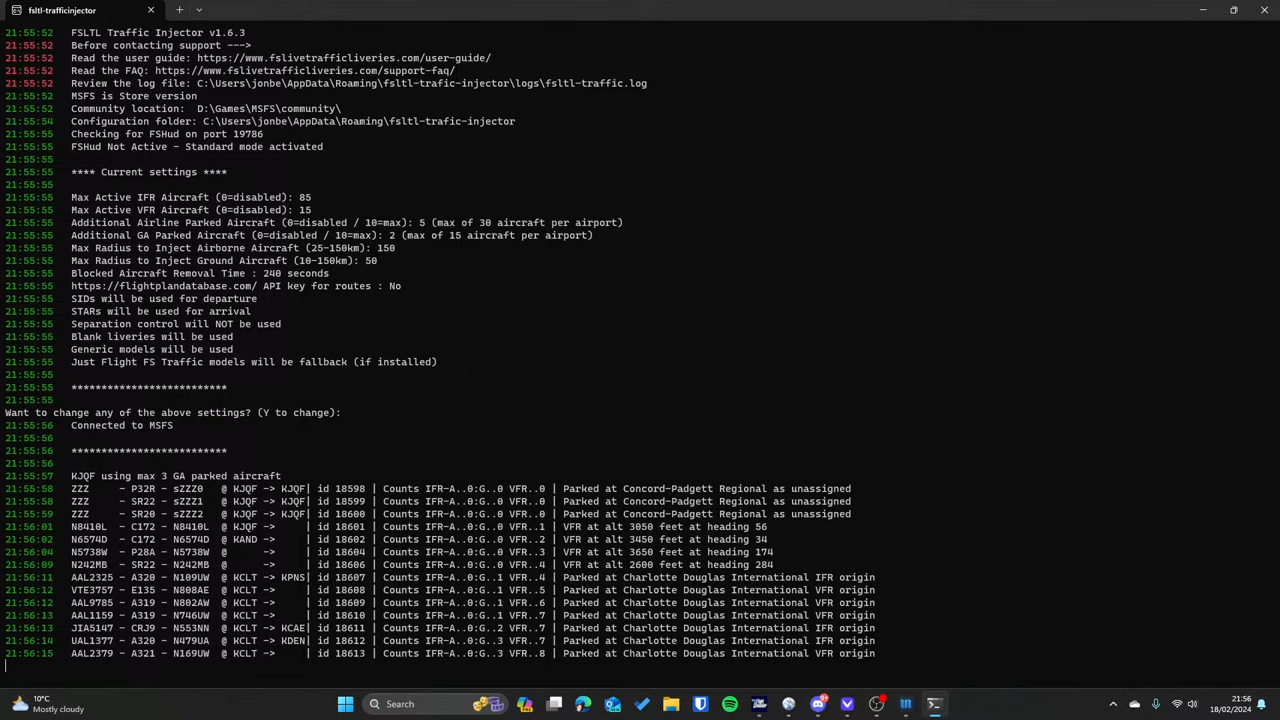 fsltl-trafficinjector
21:55:52 FSLTL Traffic Injector v1.6.3
21:55:52 Before contacting support --->
21:55:52 Read the user guide: https://www.fslivetrafficliveries.com/user-guide/
21:55:52 Read the FAQ: https://www.fslivetrafficliveries.com/support-faq/
21:55:52 Review the log file: C:\Users\jonbe\AppData\Roaming\fsltl-trafic-injector\logs\fsltl-traffic.log
21:55:52 MSFS is Store version
21:55:52 Community location: D:\Games\MSFS\community\
21:55:54 Configuration folder: C:\Users\jonbe\AppData\Roaming\fsltl-trafic-injector
21:55:55 Checking for FSHud on port 19786
21:55:55 FSHud Not Active - Standard mode activated
21:55:55
21:55:55 **** Current settings ****
21:55:55
21:55:55 Max Active IFR Aircraft (0=disabled): 85
21:55:55 Max Active VFR Aircraft (0=disabled): 15
21:55:55 Additional Airline Parked Aircraft (0=disabled / 10=max): 5 (max of 30 aircraft per airport)
21:55:55 Additional GA Parked Aircraft (0=disabled / 10=max): 2 (max of 15 aircraft per airport)
21:55:55 Max Radius to Inject Airborne Aircraft (25-150km): 150
21:55:55 Max Radius to Inject Ground Aircraft (10-150km): 50
21:55:55 Blocked Aircraft Removal Time : 240 seconds
21:55:55 https://flightplandatabase.com/ API key for routes : No
21:55:55 SIDs will be used for departure
21:55:55 STARs will be used for arrival
21:55:55 Separation control will NOT be used
21:55:55 Blank liveries will be used
21:55:55 Generic models will be used
21:55:55 Just Flight FS Traffic models will be fallback (if installed)
21:55:55
21:55:55 **************************
21:55:55
Want to change any of the above settings? (Y to change):
21:55:56 Connected to MSFS
21:55:56
21:55:56 **************************
21:55:56
21:55:57 KJQF using max 3 GA parked aircraft
21:55:58 ZZZ - P32R - sZZZ0 @ KJQF -> KJQF| id 18598 | Counts IFR-A..0:G..0 VFR..0 | Parked at Concord-Padgett Regional as unassigned
21:55:58 ZZZ - SR22 - sZZZ1 @ KJQF -> KJQF| id 18599 | Counts IFR-A..0:G..0 VFR..0 | Parked at Concord-Padgett Regional as unassigned
21:55:59 ZZZ - SR20 - sZZZ2 @ KJQF -> KJQF| id 18600 | Counts IFR-A..0:G..0 VFR..0 | Parked at Concord-Padgett Regional as unassigned
21:56:01 N8410L - C172 - N8410L @ KJQF -> | id 18601 | Counts IFR-A..0:G..0 VFR..1 | VFR at alt 3050 feet at heading 56
21:56:02 N6574D - C172 - N6574D @ KAND -> | id 18602 | Counts IFR-A..0:G..0 VFR..2 | VFR at alt 3450 feet at heading 34
21:56:04 N5738W - P28A - N5738W @ -> | id 18604 | Counts IFR-A..0:G..0 VFR..3 | VFR at alt 3650 feet at heading 174
21:56:09 N242MB - SR22 - N242MB @ -> | id 18606 | Counts IFR-A..0:G..0 VFR..4 | VFR at alt 2600 feet at heading 284
21:56:11 AAL2325 - A320 - N109UW @ KCLT -> KPNS| id 18607 | Counts IFR-A..0:G..1 VFR..4 | Parked at Charlotte Douglas International IFR origin
21:56:12 VTE3757 - E135 - N808AE @ KCLT -> | id 18608 | Counts IFR-A..0:G..1 VFR..5 | Parked at Charlotte Douglas International VFR origin
21:56:12 AAL9785 - A319 - N802AW @ KCLT -> | id 18609 | Counts IFR-A..0:G..1 VFR..6 | Parked at Charlotte Douglas International VFR origin
21:56:13 AAL1159 - A319 - N746UW @ KCLT -> | id 18610 | Counts IFR-A..0:G..1 VFR..7 | Parked at Charlotte Douglas International VFR origin
21:56:13 JIA5147 - CRJ9 - N553NN @ KCLT -> KCAE| id 18611 | Counts IFR-A..0:G..2 VFR..7 | Parked at Charlotte Douglas International IFR origin
21:56:14 UAL1377 - A320 - N479UA @ KCLT -> KDEN| id 18612 | Counts IFR-A..0:G..3 VFR..7 | Parked at Charlotte Douglas International IFR origin
21:56:15 AAL2379 - A321 - N169UW @ KCLT -> | id 18613 | Counts IFR-A..0:G..3 VFR..8 | Parked at Charlotte Douglas International VFR origin
10°C
Mostly cloudy
Search
21:56
18/02/2024